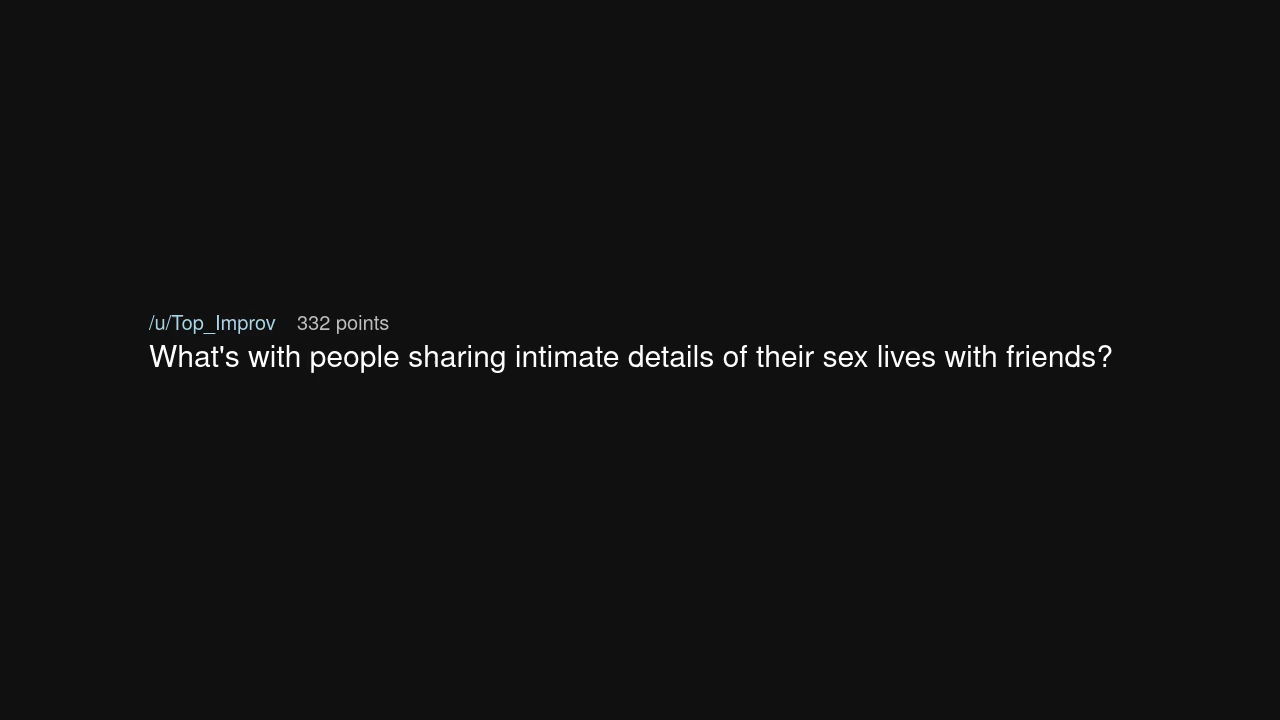 /u/Top_Improv 332 points
What's with people sharing intimate details of their sex lives with friends?